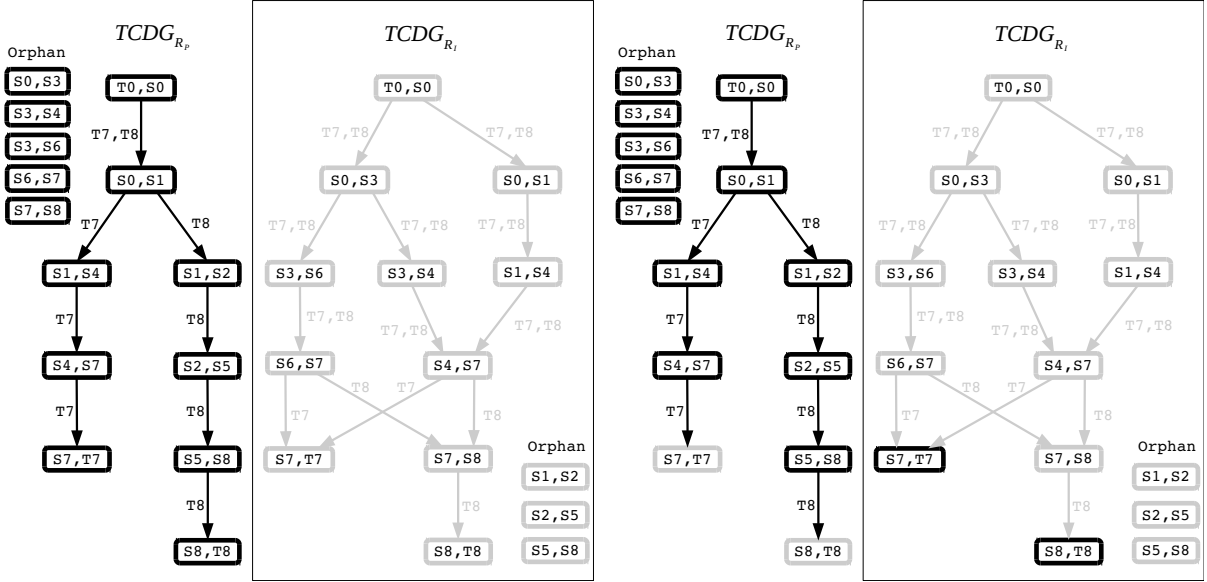 TCDG_{R_P}
Orphan
S0,S3
S3,S4
S3,S6
S6,S7
S7,S8
T0,S0
T7,T8
S0,S1
T7
T8
S1,S4
S1,S2
T7
T8
S4,S7
S2,S5
T7
T8
S7,T7
S5,S8
T8
S8,T8
TCDG_{R_I}
T0,S0
T7,T8
T7,T8
S0,S3
S0,S1
T7,T8
T7,T8
T7,T8
S3,S6
S3,S4
S1,S4
T7,T8
T7,T8
T7,T8
S6,S7
S4,S7
T8
T7
T7
T8
S7,T7
S7,S8
T8
S8,T8
Orphan
S1,S2
S2,S5
S5,S8
TCDG_{R_P}
Orphan
S0,S3
S3,S4
S3,S6
S6,S7
S7,S8
T0,S0
T7,T8
S0,S1
T7
T8
S1,S4
S1,S2
T7
T8
S4,S7
S2,S5
T7
T8
S7,T7
S5,S8
T8
S8,T8
TCDG_{R_I}
T0,S0
T7,T8
T7,T8
S0,S3
S0,S1
T7,T8
T7,T8
T7,T8
S3,S6
S3,S4
S1,S4
T7,T8
T7,T8
T7,T8
S6,S7
S4,S7
T8
T7
T7
T8
S7,T7
S7,S8
T8
S8,T8
Orphan
S1,S2
S2,S5
S5,S8